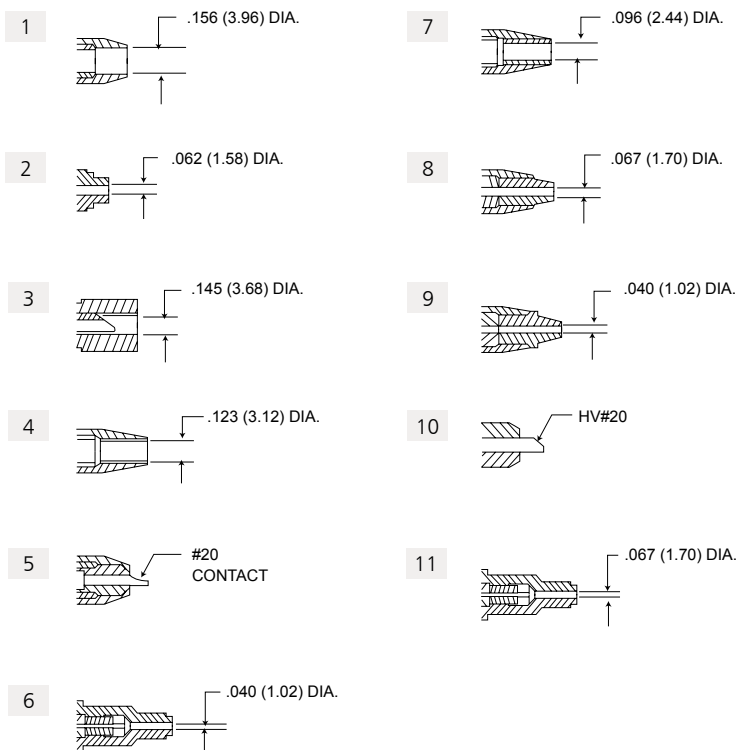 1
.156 (3.96) DIA.
2
.062 (1.58) DIA.
3
.145 (3.68) DIA.
4
.123 (3.12) DIA.
5
#20
CONTACT
6
.040 (1.02) DIA.
7
.096 (2.44) DIA.
8
.067 (1.70) DIA.
9
.040 (1.02) DIA.
10
HV#20
11
.067 (1.70) DIA.